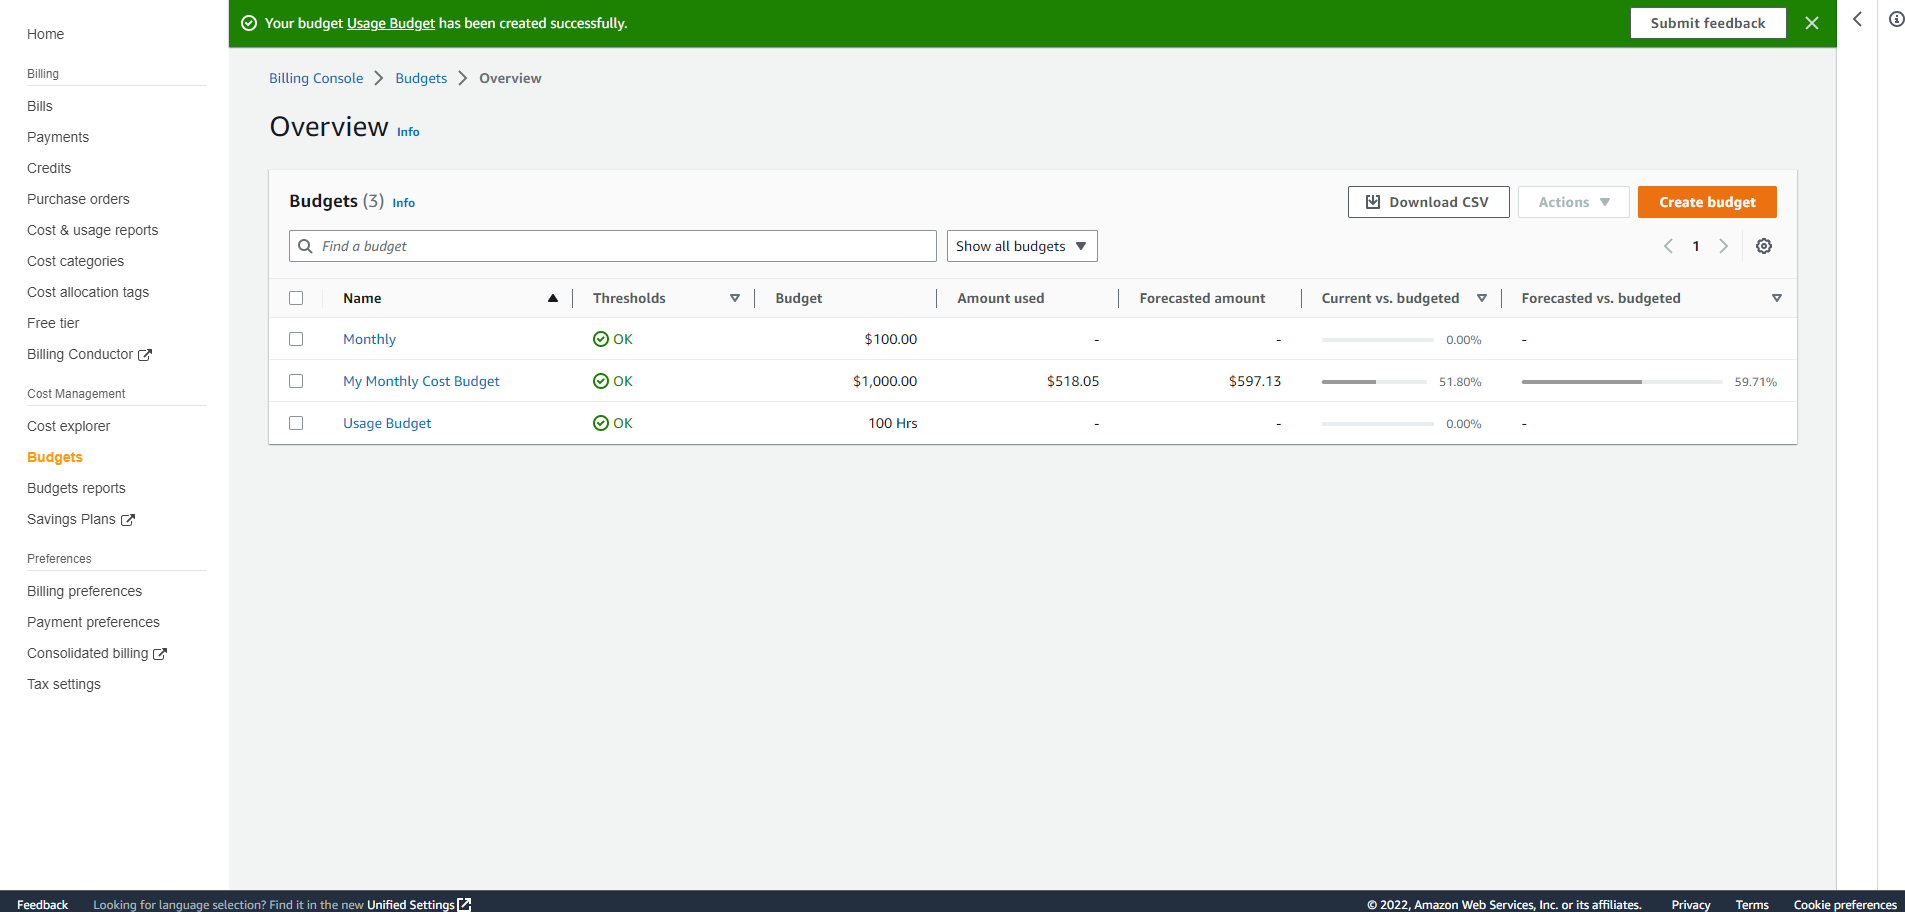 Your budget Usage Budget has been created successfully.
Submit feedback
Home
Billing
Bills
Payments
Credits
Purchase orders
Cost & usage reports
Cost categories
Cost allocation tags
Free tier
Billing Conductor
Cost Management
Cost explorer
Budgets
Budgets reports
Savings Plans
Preferences
Billing preferences
Payment preferences
Consolidated billing
Tax settings
Billing Console > Budgets > Overview
Overview Info
Budgets (3) Info
Download CSV Actions Create budget
Find a budget Show all budgets 1
Name Thresholds Budget Amount used Forecasted amount Current vs. budgeted Forecasted vs. budgeted
Monthly OK $100.00 - - 0.00% -
My Monthly Cost Budget OK $1,000.00 $518.05 $597.13 51.80% 59.71%
Usage Budget OK 100 Hrs - - 0.00% -
Feedback Looking for language selection? Find it in the new Unified Settings © 2022, Amazon Web Services, Inc. or its affiliates. Privacy Terms Cookie preferences